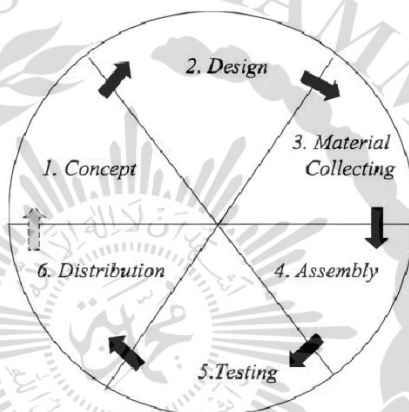 2. Design
3. Material
Collecting
1. Concept
6. Distribution
4. Assembly
5.Testing